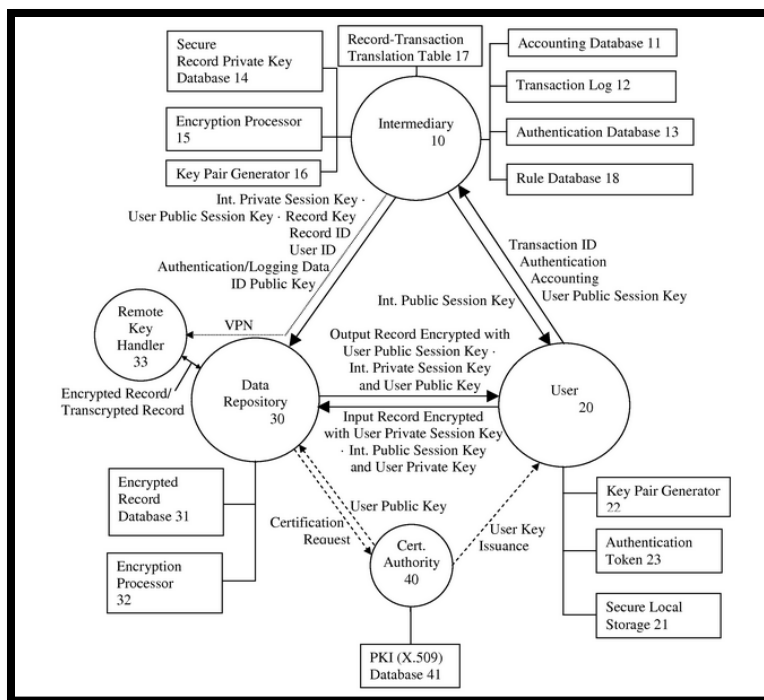 Secure
Record Private Key
Database 14
Record-Transaction
Translation Table 17
Accounting Database 11
Transaction Log 12
Encryption Processor
15
Intermediary
10
Authentication Database 13
Key Pair Generator 16
Rule Database 18
Int. Private Session Key ·
User Public Session Key · Record Key
Record ID
User ID
Authentication/Logging Data
ID Public Key
Transaction ID
Authentication
Accounting
User Public Session Key
Int. Public Session Key
Remote
Key
Handler
33
VPN
Output Record Encrypted with
User Public Session Key ·
Int. Private Session Key
and User Public Key
Encrypted Record/
Transcrypted Record
Data
Repository
30
User
20
Input Record Encrypted
with User Private Session Key
· Int. Public Session Key
and User Private Key
Encrypted
Record
Database 31
Key Pair Generator
22
User Public Key
Certification
Request
User Key
Issuance
Authentication
Token 23
Encryption
Processor
32
Cert.
Authority
40
Secure Local
Storage 21
PKI (X.509)
Database 41